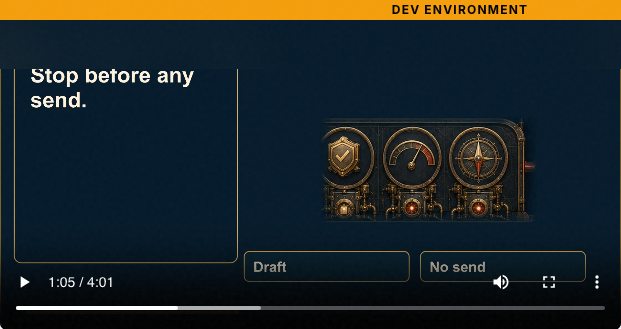 DEV ENVIRONMENT
Stop before any
send.
Draft
No send
1:05 / 4:01